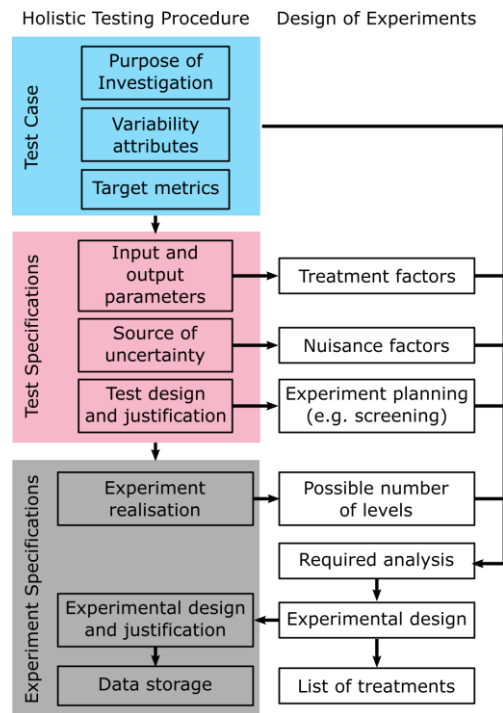 Holistic Testing Procedure
Design of Experiments
Test Case
Purpose of
Investigation
Variability
attributes
Target metrics
Test Specifications
Input and
output
parameters
Treatment factors
Source of
uncertainty
Nuisance factors
Test design
and justification
Experiment planning
(e.g. screening)
Experiment Specifications
Experiment
realisation
Possible number
of levels
Required analysis
Experimental design
and justification
Experimental design
Data storage
List of treatments